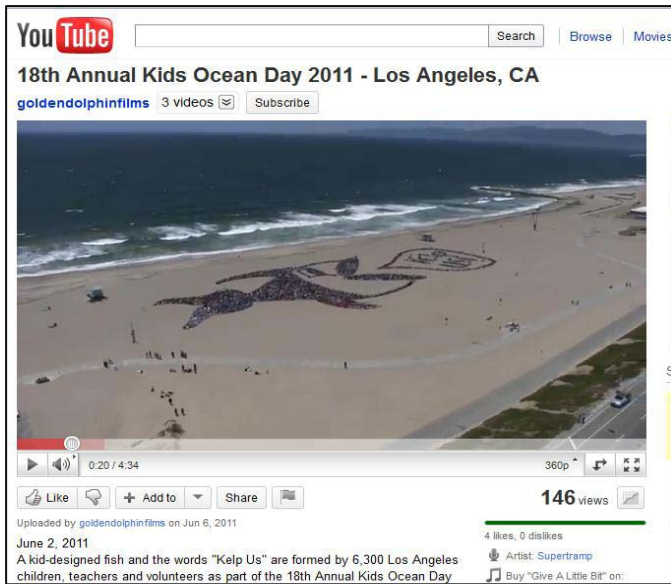 YouTube Search Browse Movies
18th Annual Kids Ocean Day 2011 - Los Angeles, CA
goldendolphinfilms 3 videos Subscribe
0:20 / 4:34 360p
Like Add to Share 146 views
Uploaded by goldendolphinfilms on Jun 6, 2011
4 likes, 0 dislikes
June 2, 2011
Artist: Supertramp
A kid-designed fish and the words "Kelp Us" are formed by 6,300 Los Angeles
children, teachers and volunteers as part of the 18th Annual Kids Ocean Day
Buy "Give A Little Bit" on: